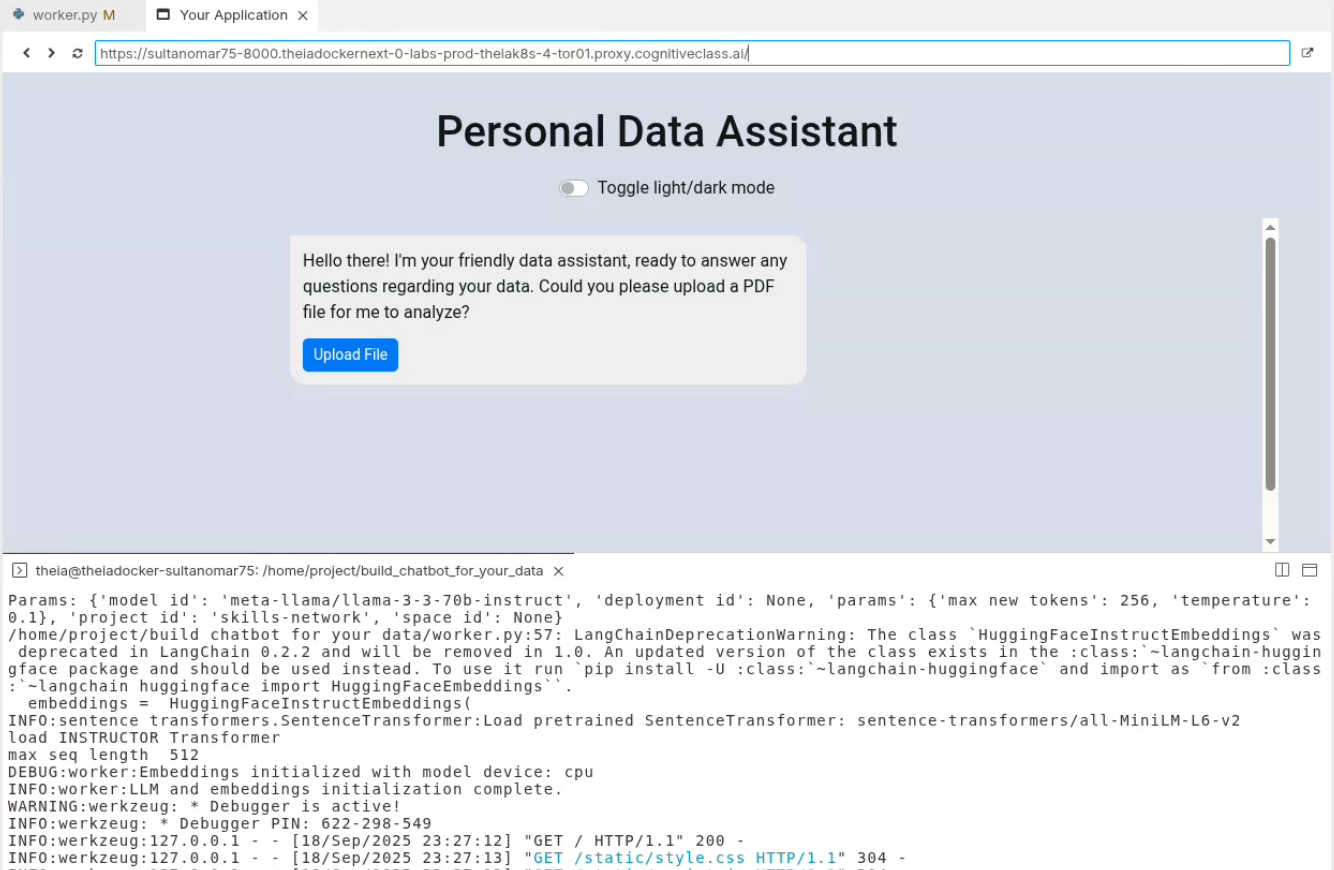 worker.py M
Your Application
https://sultanomar75-8000.theiadockernext-0-labs-prod-theiak8s-4-tor01.proxy.cognitiveclass.ai/
Personal Data Assistant
Toggle light/dark mode
Hello there! I'm your friendly data assistant, ready to answer any
questions regarding your data. Could you please upload a PDF
file for me to analyze?
Upload File
theia@theiadocker-sultanomar75: /home/project/build_chatbot_for_your_data
Params: {'model id': 'meta-llama/llama-3-3-70b-instruct', 'deployment id': None, 'params': {'max new tokens': 256, 'temperature':
0.1}, 'project id': 'skills-network', 'space id': None}
/home/project/build chatbot for your data/worker.py:57: LangChainDeprecationWarning: The class `HuggingFaceInstructEmbeddings` was
deprecated in LangChain 0.2.2 and will be removed in 1.0. An updated version of the class exists in the :class:`~langchain-huggin
gface package and should be used instead. To use it run `pip install -U :class:`~langchain-huggingface` and import as `from :class
:`~langchain huggingface import HuggingFaceEmbeddings``.
embeddings =  HuggingFaceInstructEmbeddings(
INFO:sentence transformers.SentenceTransformer:Load pretrained SentenceTransformer: sentence-transformers/all-MiniLM-L6-v2
load INSTRUCTOR Transformer
max seq length  512
DEBUG:worker:Embeddings initialized with model device: cpu
INFO:worker:LLM and embeddings initialization complete.
WARNING:werkzeug: * Debugger is active!
INFO:werkzeug: * Debugger PIN: 622-298-549
INFO:werkzeug:127.0.0.1 - - [18/Sep/2025 23:27:12] "GET / HTTP/1.1" 200 -
INFO:werkzeug:127.0.0.1 - - [18/Sep/2025 23:27:13] "GET /static/style.css HTTP/1.1" 304 -